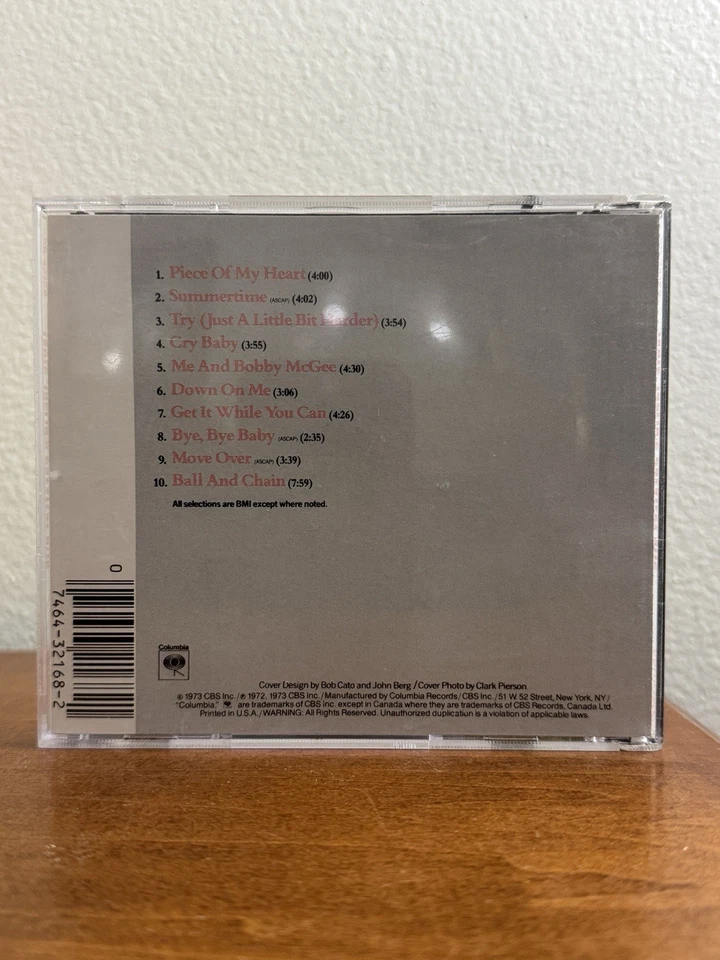 1. Piece Of My Heart (4:00)
2. Summertime (ASCAP) (4:02)
3. Try (Just A Little Bit Harder) (3:54)
4. Cry Baby (3:55)
5. Me And Bobby McGee (4:30)
6. Down On Me (3:06)
7. Get It While You Can (4:26)
8. Bye, Bye Baby (ASCAP) (2:35)
9. Move Over (ASCAP) (3:39)
10. Ball And Chain (7:59)
All selections are BMI except where noted.
0
7464-32168-2
Columbia
Cover Design by Bob Cato and John Berg / Cover Photo by Clark Pierson
© 1973 CBS Inc. / ℗ 1972, 1973 CBS Inc. / Manufactured by Columbia Records / CBS Inc. / 51 W. 52 Street, New York, NY /
"Columbia," are trademarks of CBS Inc. except in Canada where they are trademarks of CBS Records, Canada Ltd.
Printed in U.S.A. / WARNING: All Rights Reserved. Unauthorized duplication is a violation of applicable laws.